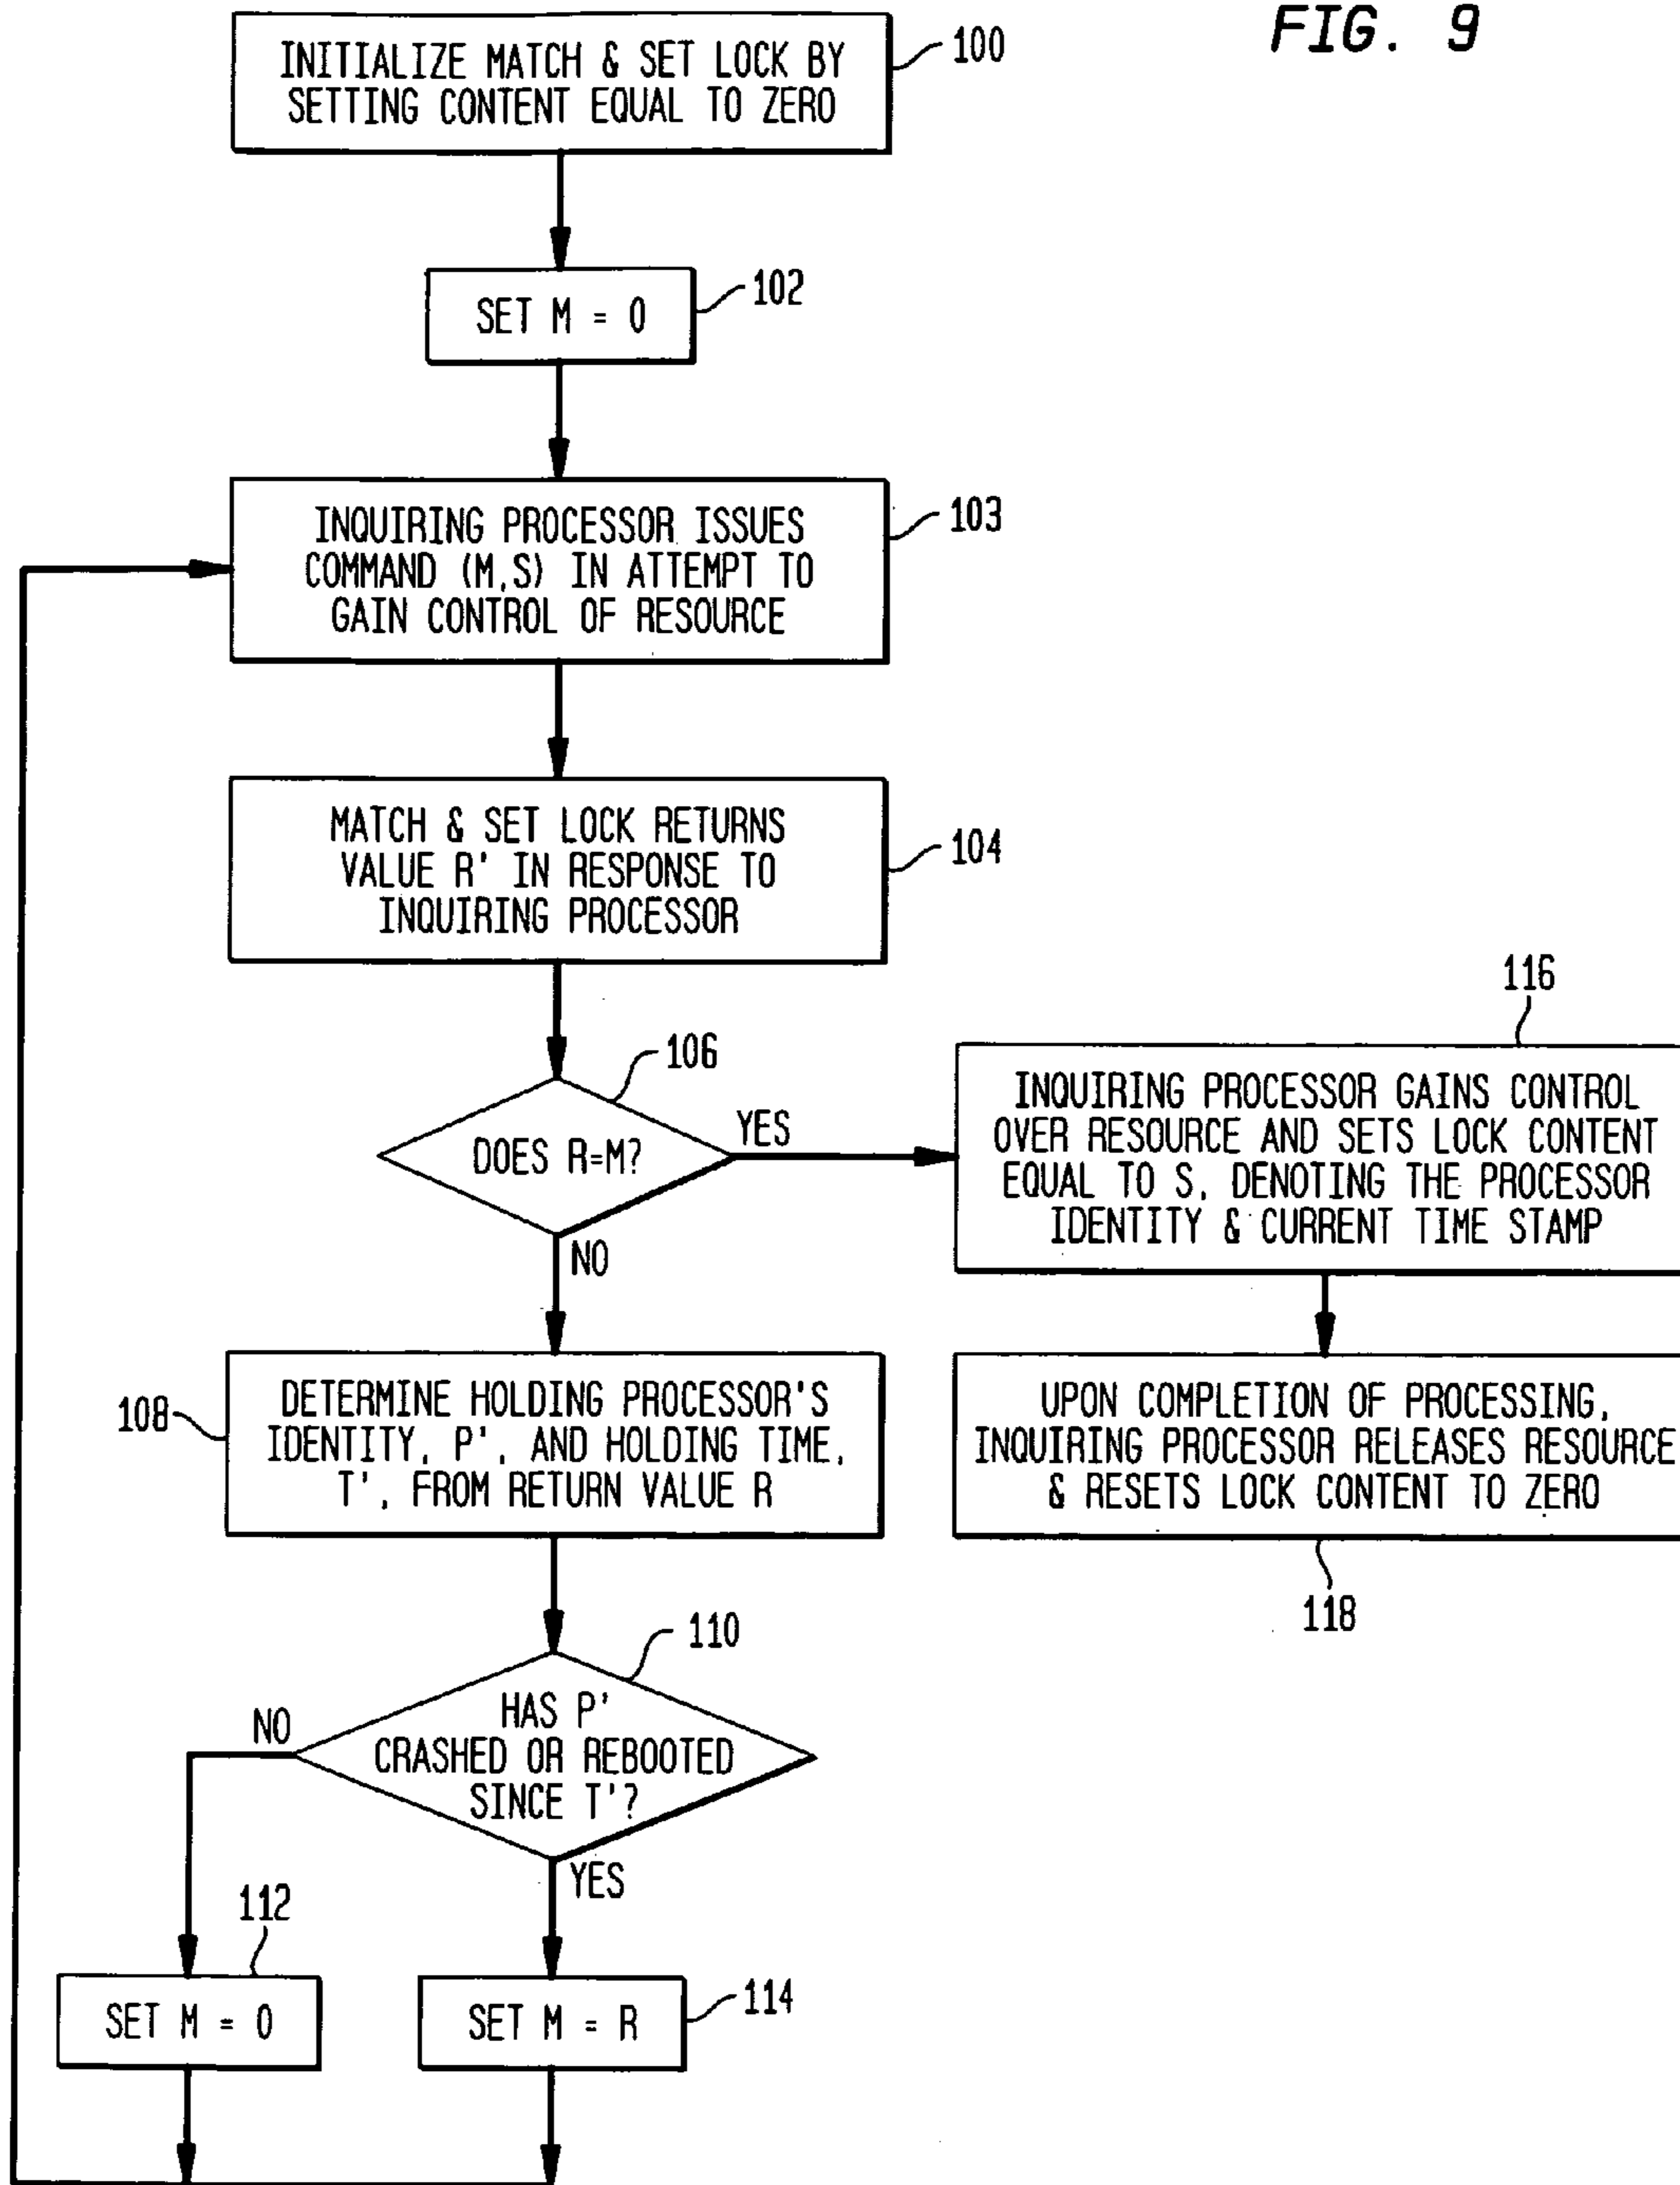 FIG. 9
INITIALIZE MATCH & SET LOCK BY
SETTING CONTENT EQUAL TO ZERO
100
SET M = 0
102
INQUIRING PROCESSOR ISSUES
COMMAND (M,S) IN ATTEMPT TO
GAIN CONTROL OF RESOURCE
103
MATCH & SET LOCK RETURNS
VALUE R' IN RESPONSE TO
INQUIRING PROCESSOR
104
106
DOES R=M?
YES
NO
116
INQUIRING PROCESSOR GAINS CONTROL
OVER RESOURCE AND SETS LOCK CONTENT
EQUAL TO S, DENOTING THE PROCESSOR
IDENTITY & CURRENT TIME STAMP
108
DETERMINE HOLDING PROCESSOR'S
IDENTITY, P', AND HOLDING TIME,
T', FROM RETURN VALUE R
UPON COMPLETION OF PROCESSING,
INQUIRING PROCESSOR RELEASES RESOURCE
& RESETS LOCK CONTENT TO ZERO
118
110
HAS P'
CRASHED OR REBOOTED
SINCE T'?
NO
YES
112
SET M = 0
SET M = R
114